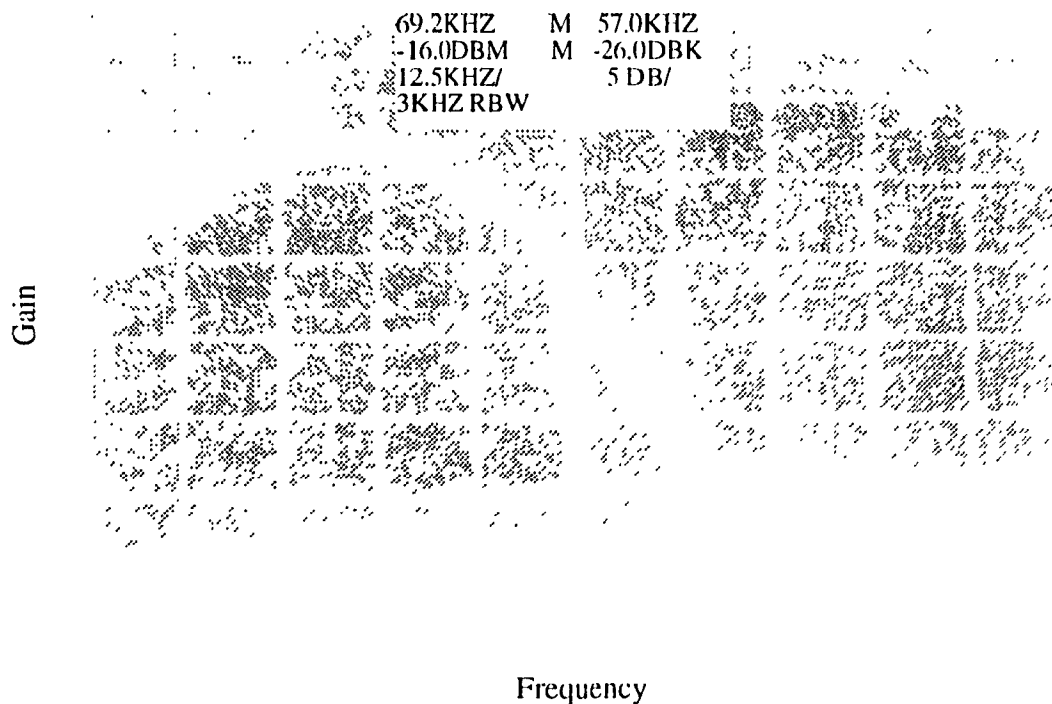 69.2KHZ M 57.0KHZ
-16.0DBM M -26.0DBK
12.5KHZ/ 5 DB/
3KHZ RBW
Gain
Frequency